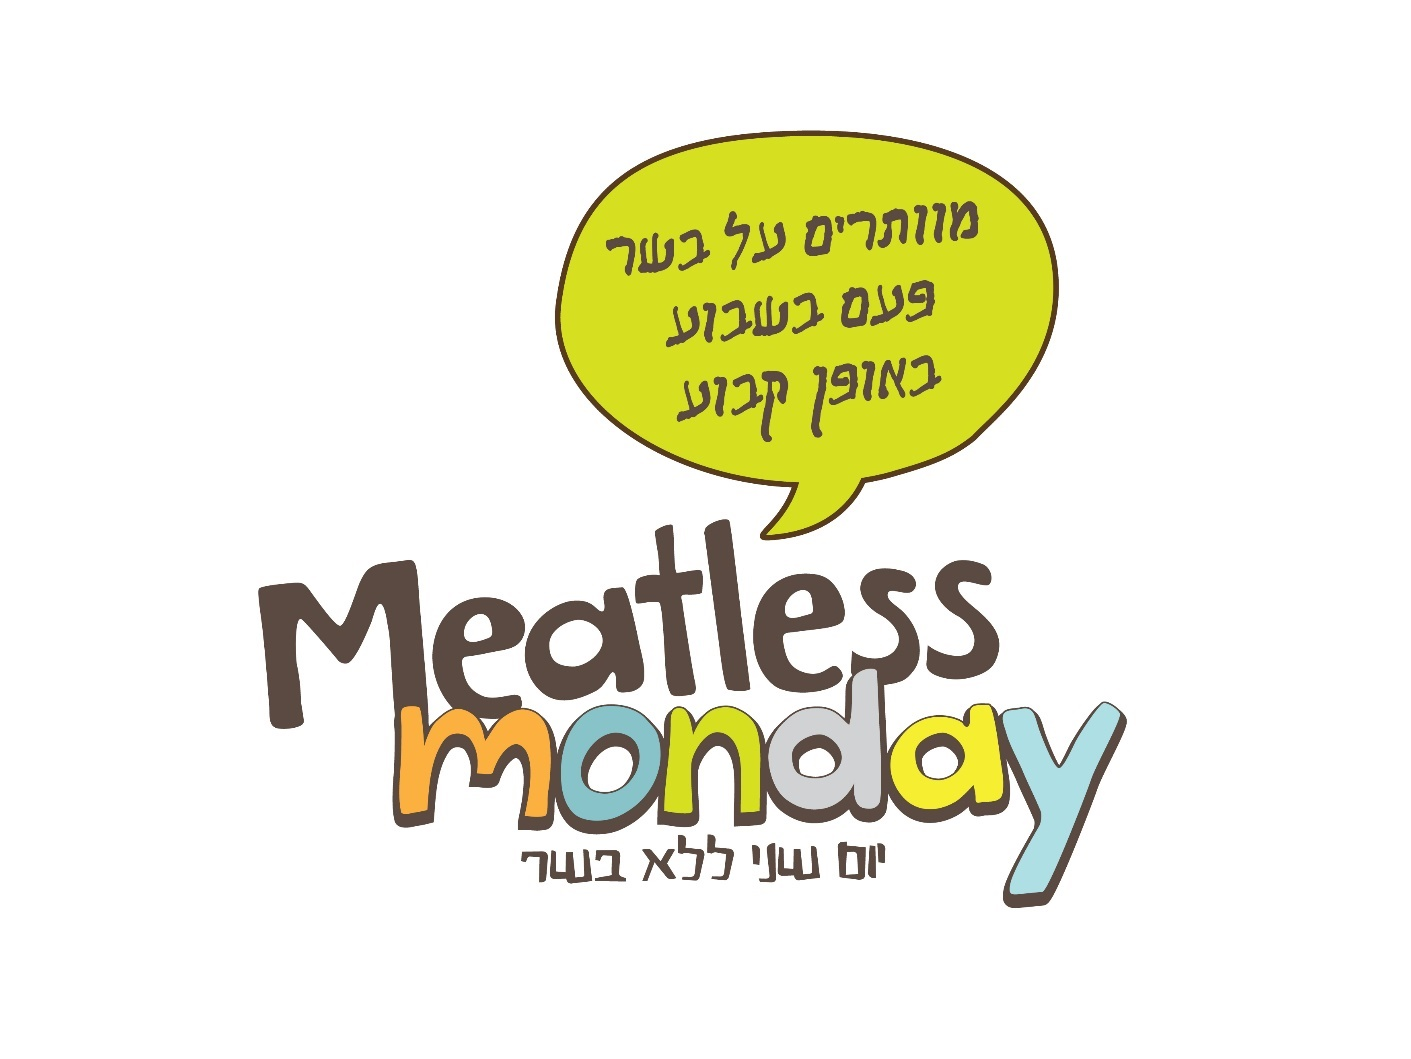 מוותרים על בשר
פעם בשבוע
באופן קבוע
Meatless
monday
יום שני ללא בשר